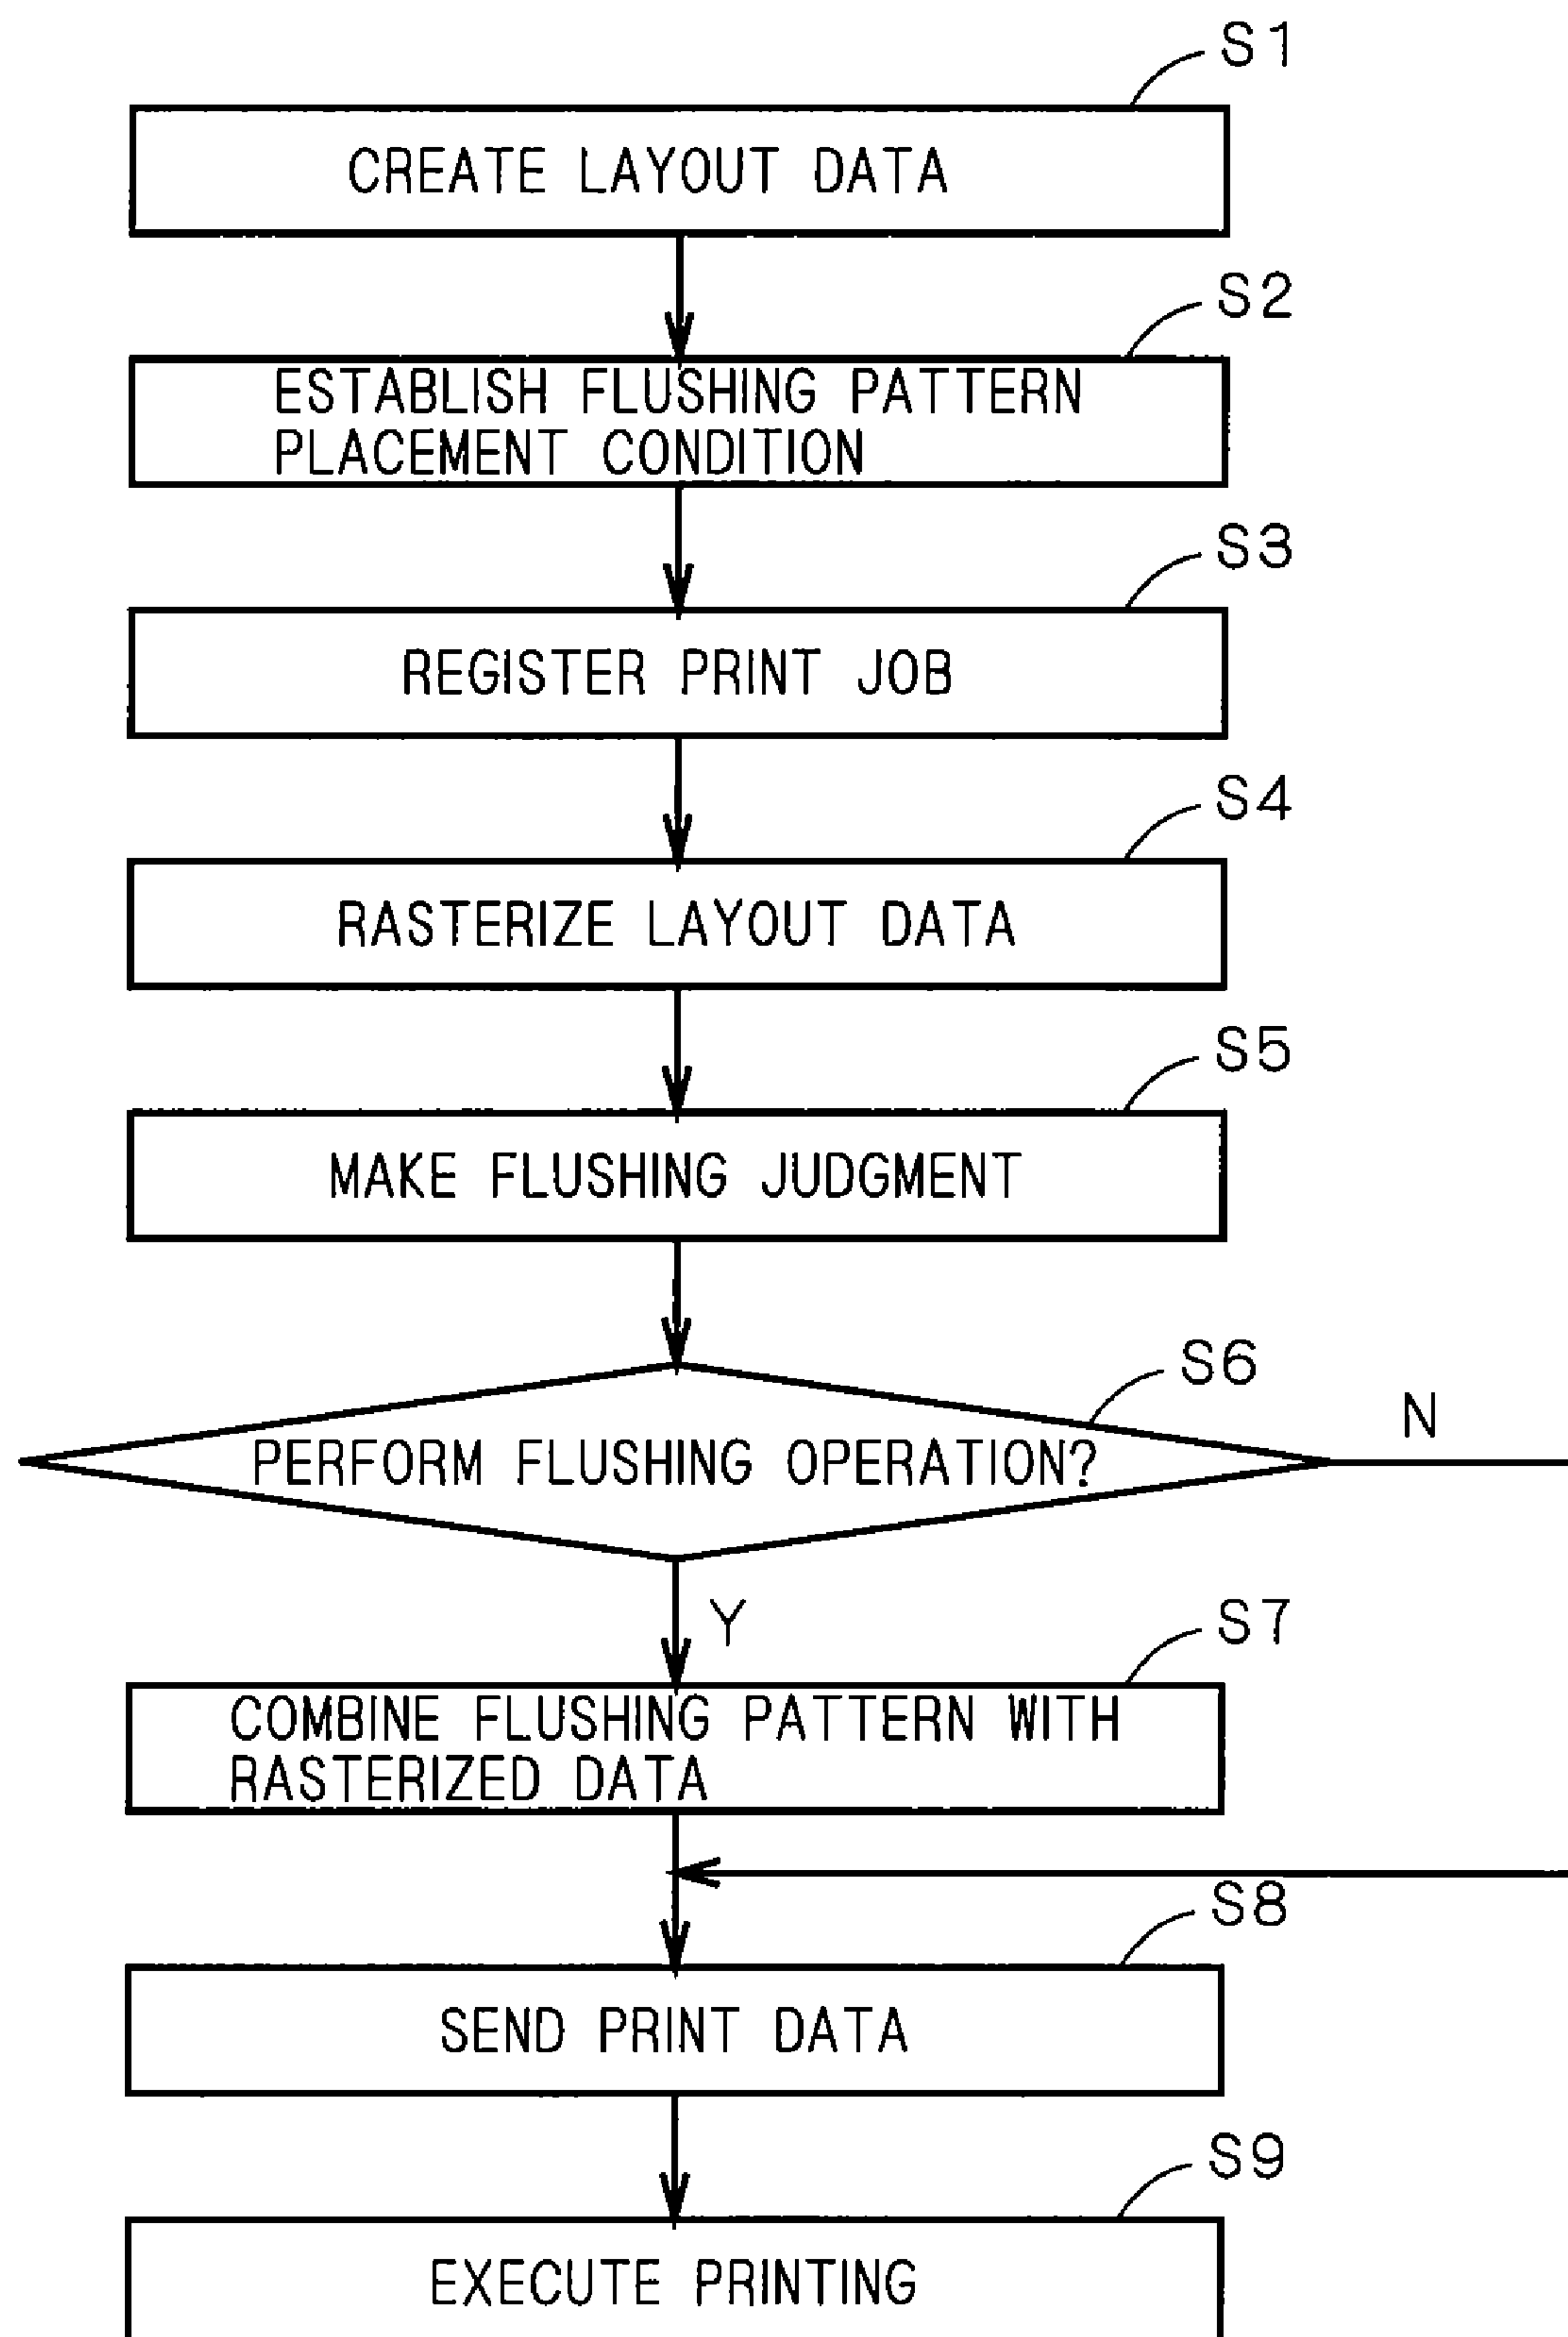 S1
CREATE LAYOUT DATA
S2
ESTABLISH FLUSHING PATTERN
PLACEMENT CONDITION
S3
REGISTER PRINT JOB
S4
RASTERIZE LAYOUT DATA
S5
MAKE FLUSHING JUDGMENT
S6
N
PERFORM FLUSHING OPERATION?
Y
S7
COMBINE FLUSHING PATTERN WITH
RASTERIZED DATA
S8
SEND PRINT DATA
S9
EXECUTE PRINTING